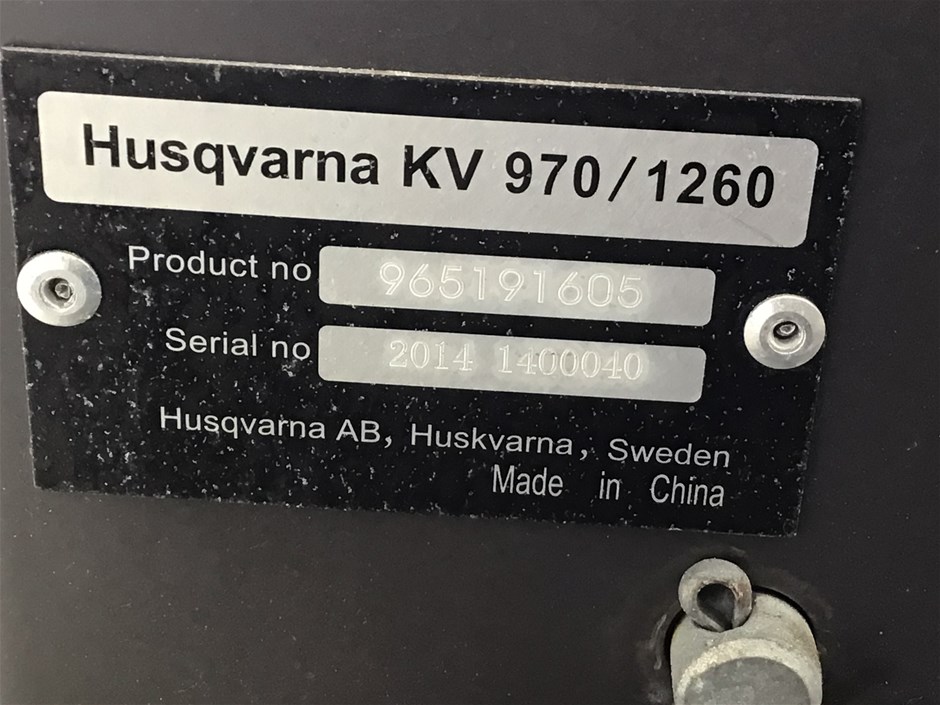 Husqvarna KV 970/1260
Product no 965191605
Serial no 2014 1400040
Husqvarna AB, Huskvarna, Sweden
Made in China